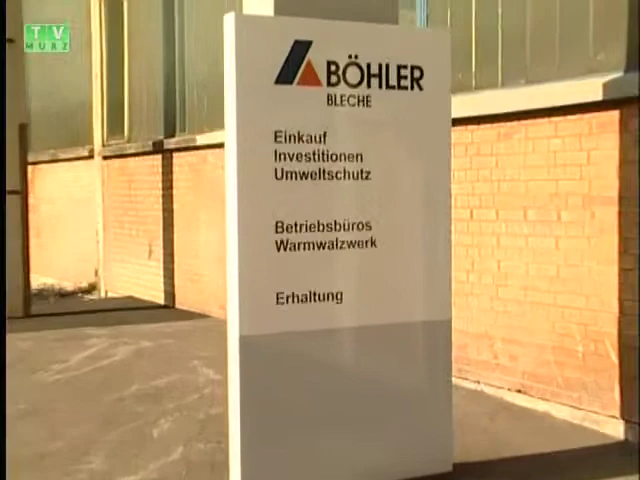 TV
MURZ
BÖHLER
BLECHE
Einkauf
Investitionen
Umweltschutz
Betriebsbüros
Warmwalzwerk
Erhaltung